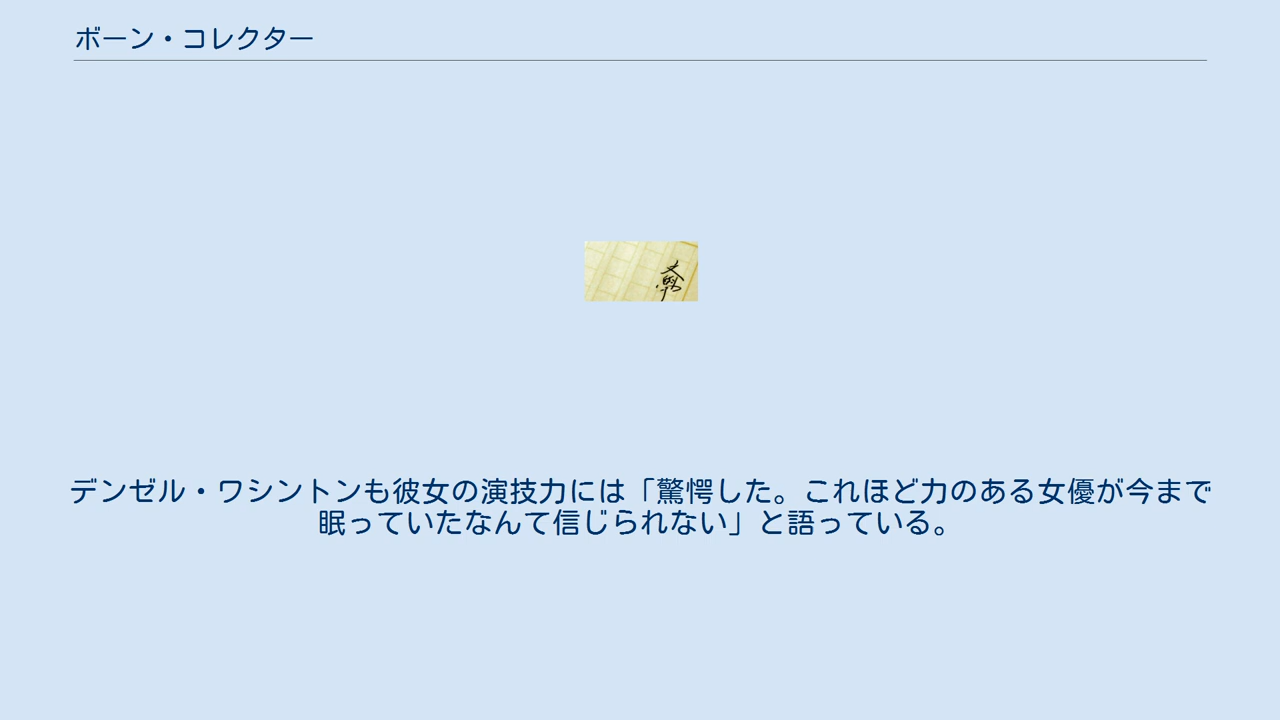 ボーン・コレクター
デンゼル・ワシントンも彼女の演技力には「驚愕した。これほど力のある女優が今まで
眠っていたなんて信じられない」と語っている。